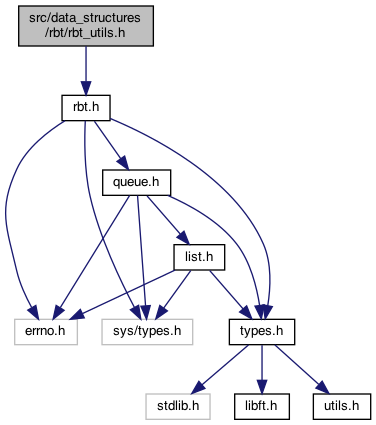 src/data_structures
/rbt/rbt_utils.h
rbt.h
queue.h
list.h
errno.h
sys/types.h
types.h
stdlib.h
libft.h
utils.h